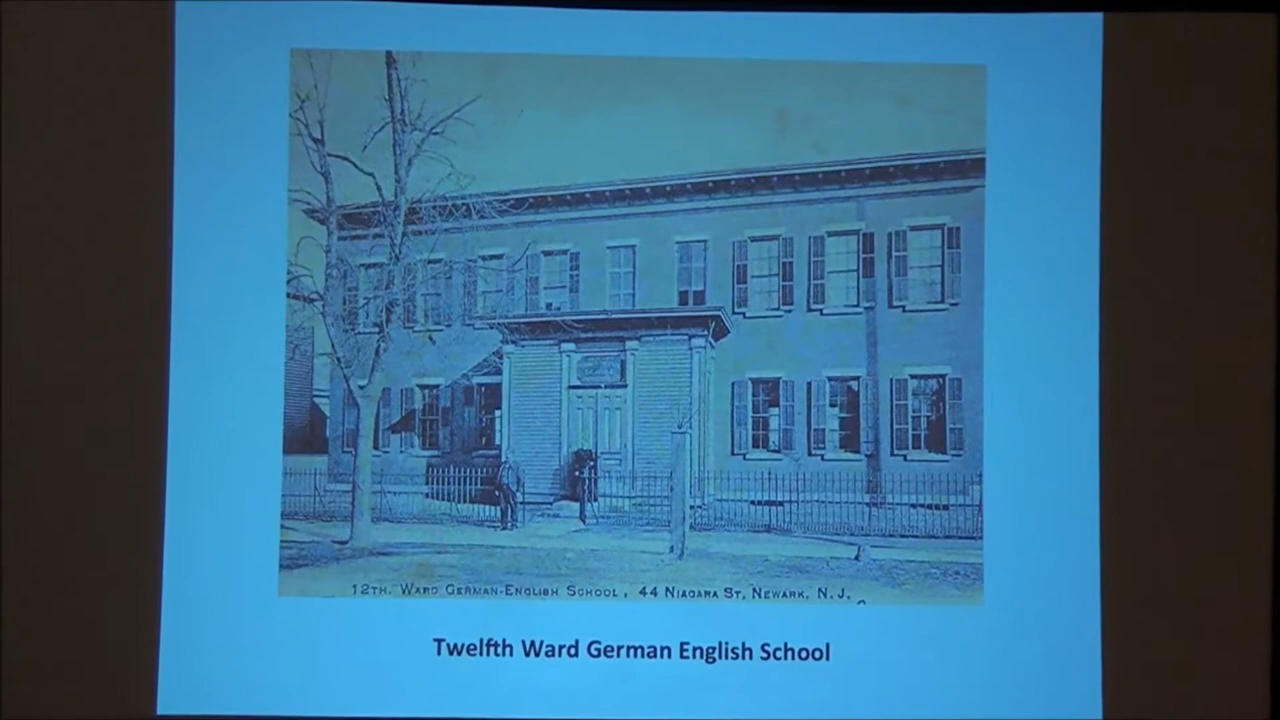 12TH. WARD GERMAN-ENGLISH SCHOOL, 44 NIAGARA ST, NEWARK, N. J.
Twelfth Ward German English School